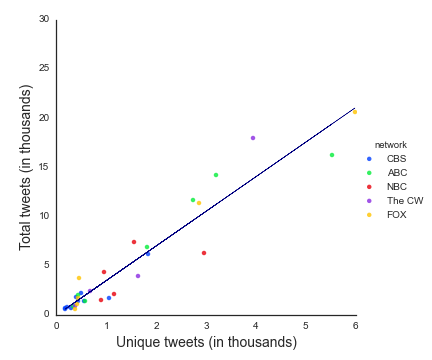 30
25
20
15
10
5
0
Total tweets (in thousands)
0 1 2 3 4 5 6
Unique tweets (in thousands)
network
CBS
ABC
NBC
The CW
FOX